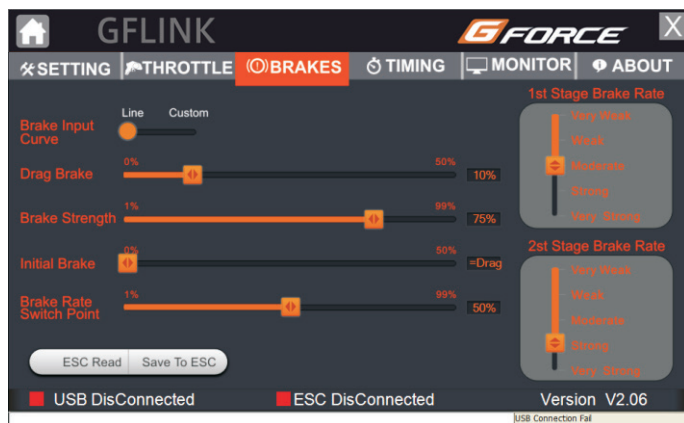 GFLINK
GFORCE
X
SETTING THROTTLE BRAKES TIMING MONITOR ABOUT
1st Stage Brake Rate
Line Custom
Brake Input
Curve
Very Weak
Weak
Moderate
Strong
Very Strong
Drag Brake 0% 50% 10%
Brake Strength 1% 99% 75%
2st Stage Brake Rate
Initial Brake 0% 50% =Drag
Very Weak
Weak
Moderate
Strong
Very Strong
Brake Rate
Switch Point 1% 99% 50%
ESC Read Save To ESC
USB DisConnected ESC DisConnected Version V2.06
USB Connection Fail